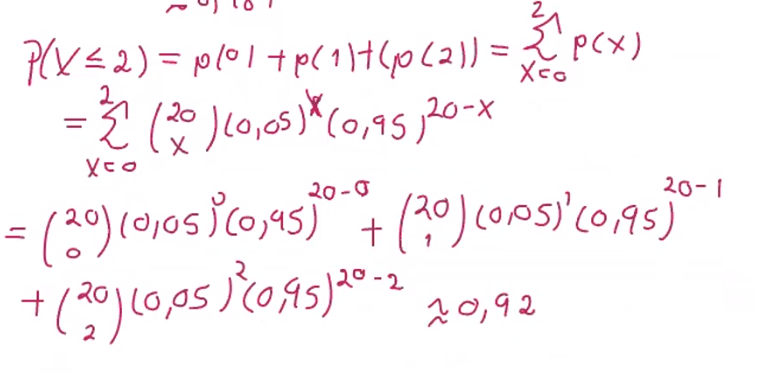 P(X ≤ 2) = p(0) + p(1) + (p(2)) = ∑_{X=0}^{2} p(x)
= ∑_{X=0}^{2} (20 X) (0,05)^x (0,95)^{20-X}
= (20 0) (0,05)^0 (0,95)^{20-0} + (20 1) (0,05)^1 (0,95)^{20-1}
+ (20 2) (0,05)^2 (0,95)^{20-2} ≈ 0,92